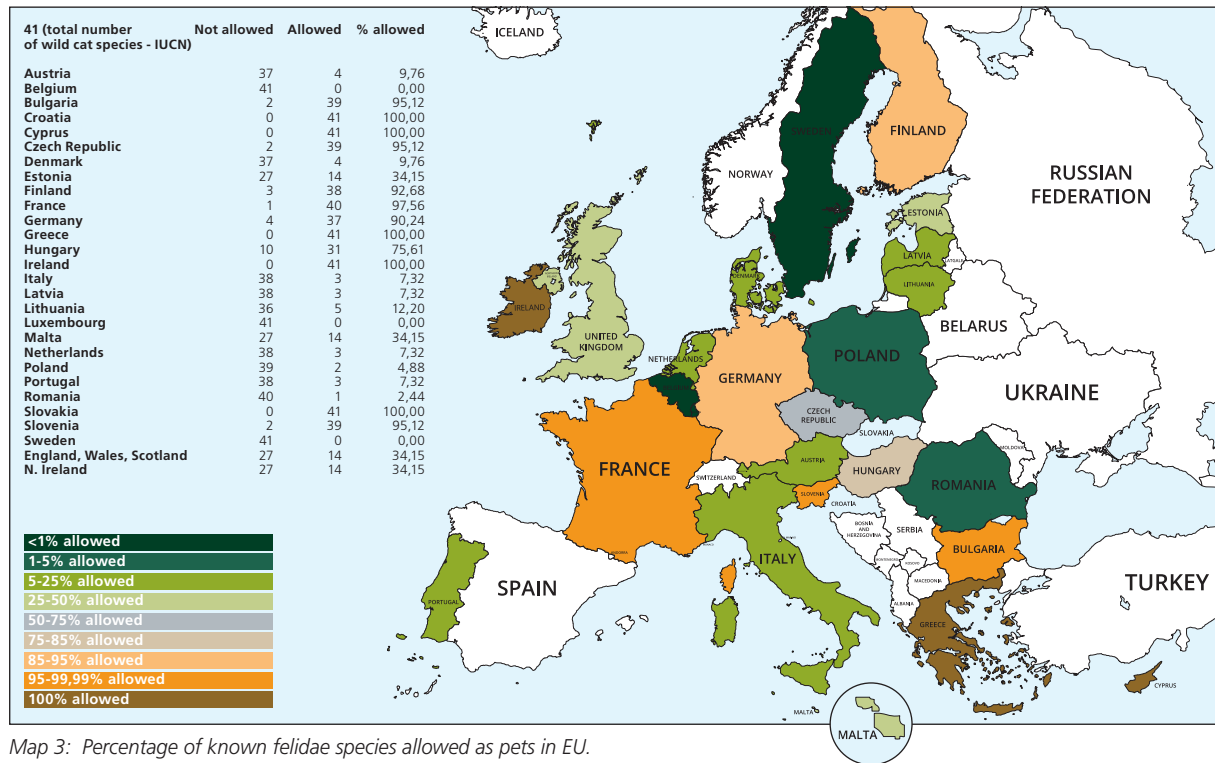 41 (total number Not allowed Allowed % allowed
of wild cat species - IUCN)
Austria 37 4 9,76
Belgium 41 0 0,00
Bulgaria 2 39 95,12
Croatia 0 41 100,00
Cyprus 0 41 100,00
Czech Republic 2 39 95,12
Denmark 37 4 9,76
Estonia 27 14 34,15
Finland 3 38 92,68
France 1 40 97,56
Germany 4 37 90,24
Greece 0 41 100,00
Hungary 10 31 75,61
Ireland 0 41 100,00
Italy 38 3 7,32
Latvia 38 3 7,32
Lithuania 36 5 12,20
Luxembourg 41 0 0,00
Malta 27 14 34,15
Netherlands 38 3 7,32
Poland 39 2 4,88
Portugal 38 3 7,32
Romania 40 1 2,44
Slovakia 0 41 100,00
Slovenia 2 39 95,12
Sweden 41 0 0,00
England, Wales, Scotland 27 14 34,15
N. Ireland 27 14 34,15
<1% allowed
1-5% allowed
5-25% allowed
25-50% allowed
50-75% allowed
75-85% allowed
85-95% allowed
95-99,99% allowed
100% allowed
ICELAND
SWEDEN
FINLAND
NORWAY
RUSSIAN
FEDERATION
ESTONIA
LATVIA
LATGALE
LITHUANIA
DENMARK
IRELAND
UNITED
KINGDOM
NETHERLANDS
BELARUS
POLAND
GERMANY
UKRAINE
CZECH
REPUBLIC
SLOVAKIA
MOLDOVA
AUSTRIA
HUNGARY
FRANCE
SWITZERLAND
SLOVENIA
CROATIA
ROMANIA
BOSNIA
AND
HERZEGOVINA
SERBIA
ANDORRA
ITALY
BULGARIA
MONTENEGRO
KOSOVO
MACEDONIA
ALBANIA
SPAIN
PORTUGAL
TURKEY
GREECE
CYPRUS
MALTA
MALTA
Map 3: Percentage of known felidae species allowed as pets in EU.